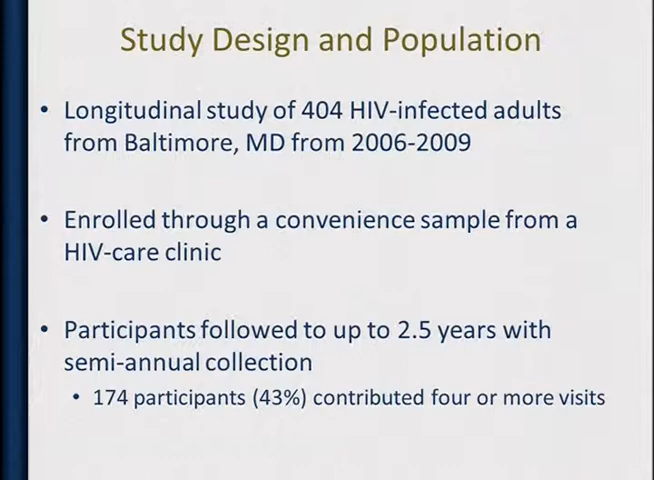 Study Design and Population
• Longitudinal study of 404 HIV-infected adults
from Baltimore, MD from 2006-2009
• Enrolled through a convenience sample from a
HIV-care clinic
• Participants followed to up to 2.5 years with
semi-annual collection
• 174 participants (43%) contributed four or more visits